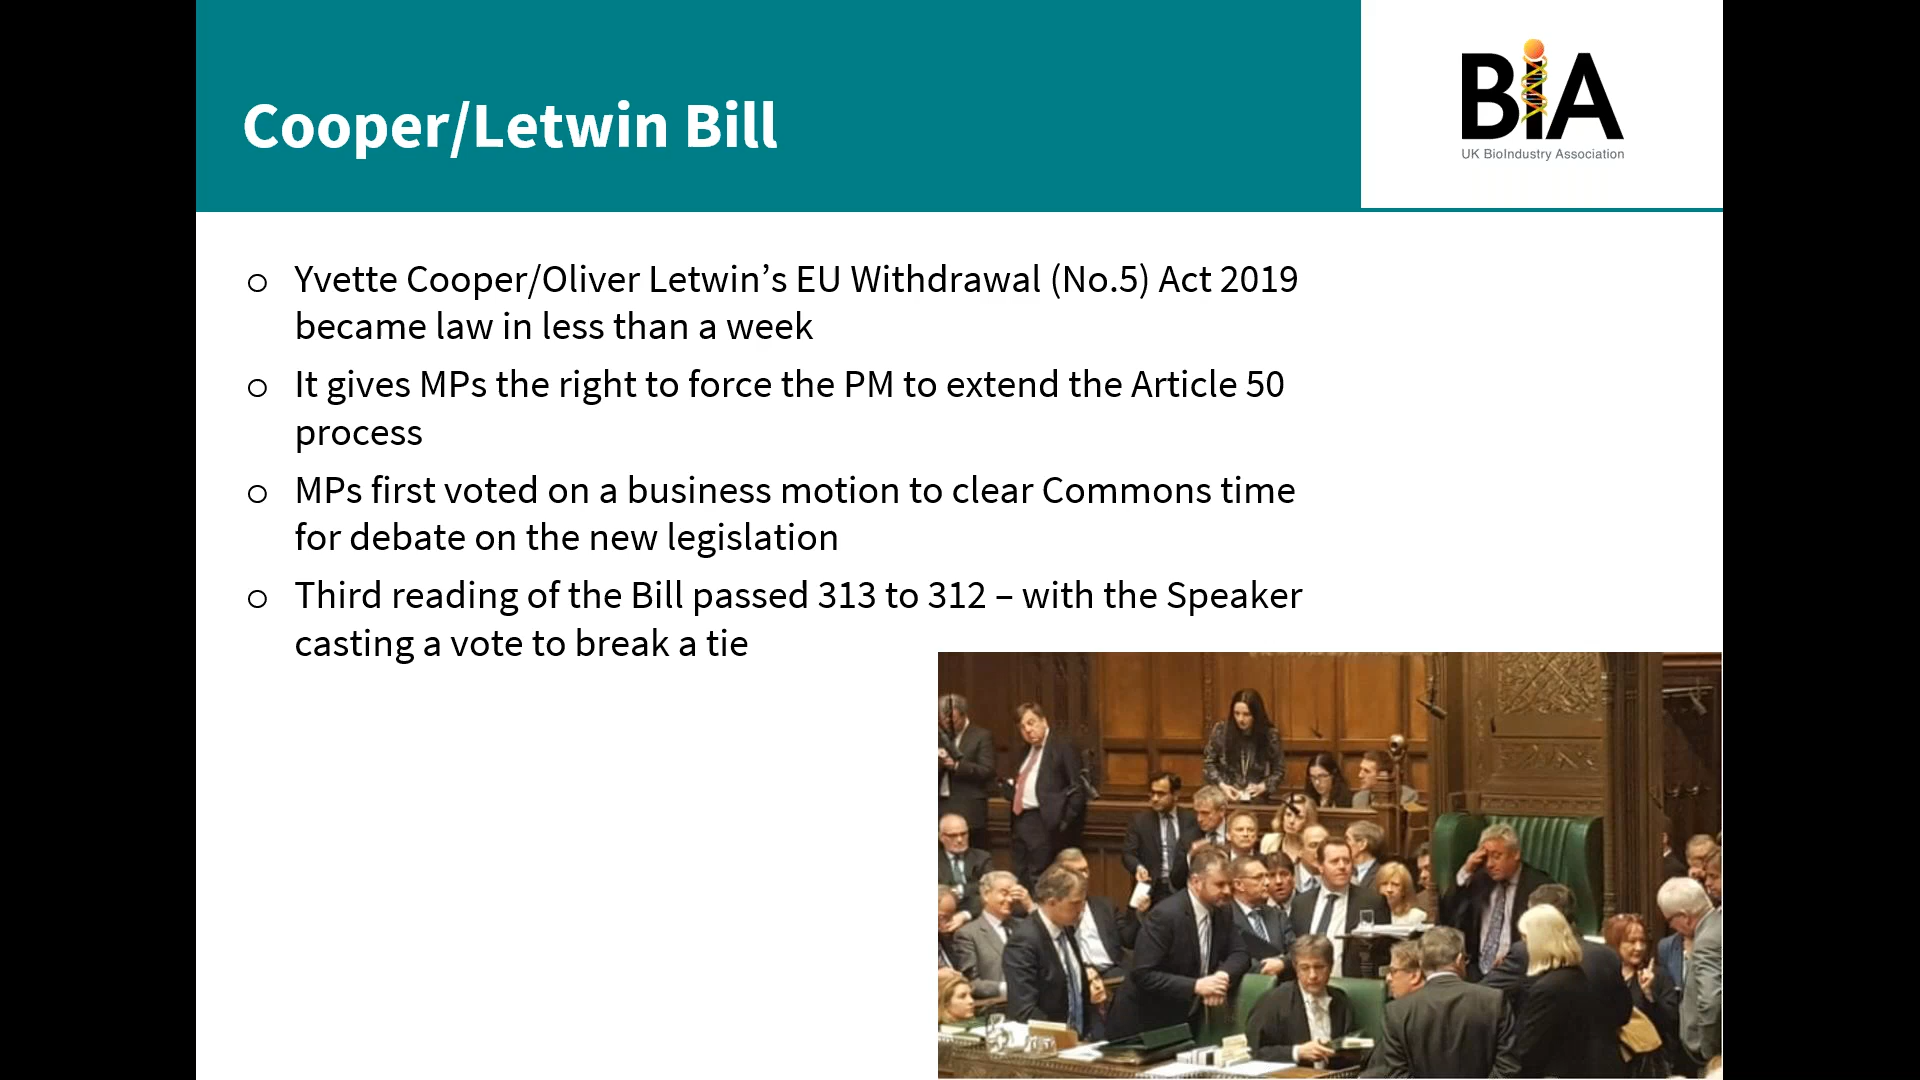 Cooper/Letwin Bill
BiA
UK BioIndustry Association
○ Yvette Cooper/Oliver Letwin’s EU Withdrawal (No.5) Act 2019
became law in less than a week
○ It gives MPs the right to force the PM to extend the Article 50
process
○ MPs first voted on a business motion to clear Commons time
for debate on the new legislation
○ Third reading of the Bill passed 313 to 312 – with the Speaker
casting a vote to break a tie